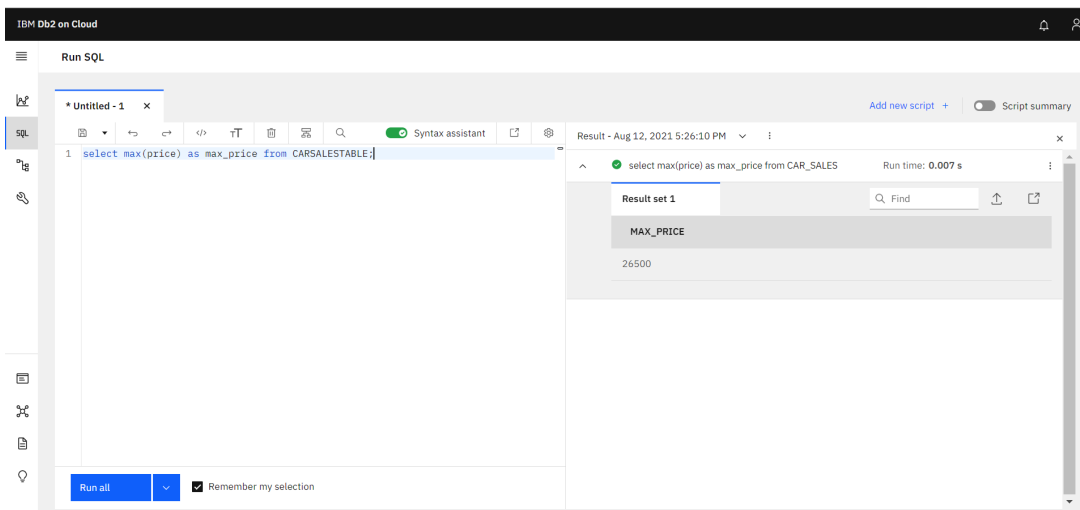 IBM Db2 on Cloud
Run SQL
* Untitled - 1 ×
Add new script +
Script summary
SQL
Syntax assistant
Result - Aug 12, 2021 5:26:10 PM
1 select max(price) as max_price from CARSALESTABLE;
select max(price) as max_price from CAR_SALES
Run time: 0.007 s
Result set 1
Find
MAX_PRICE
26500
Run all
Remember my selection